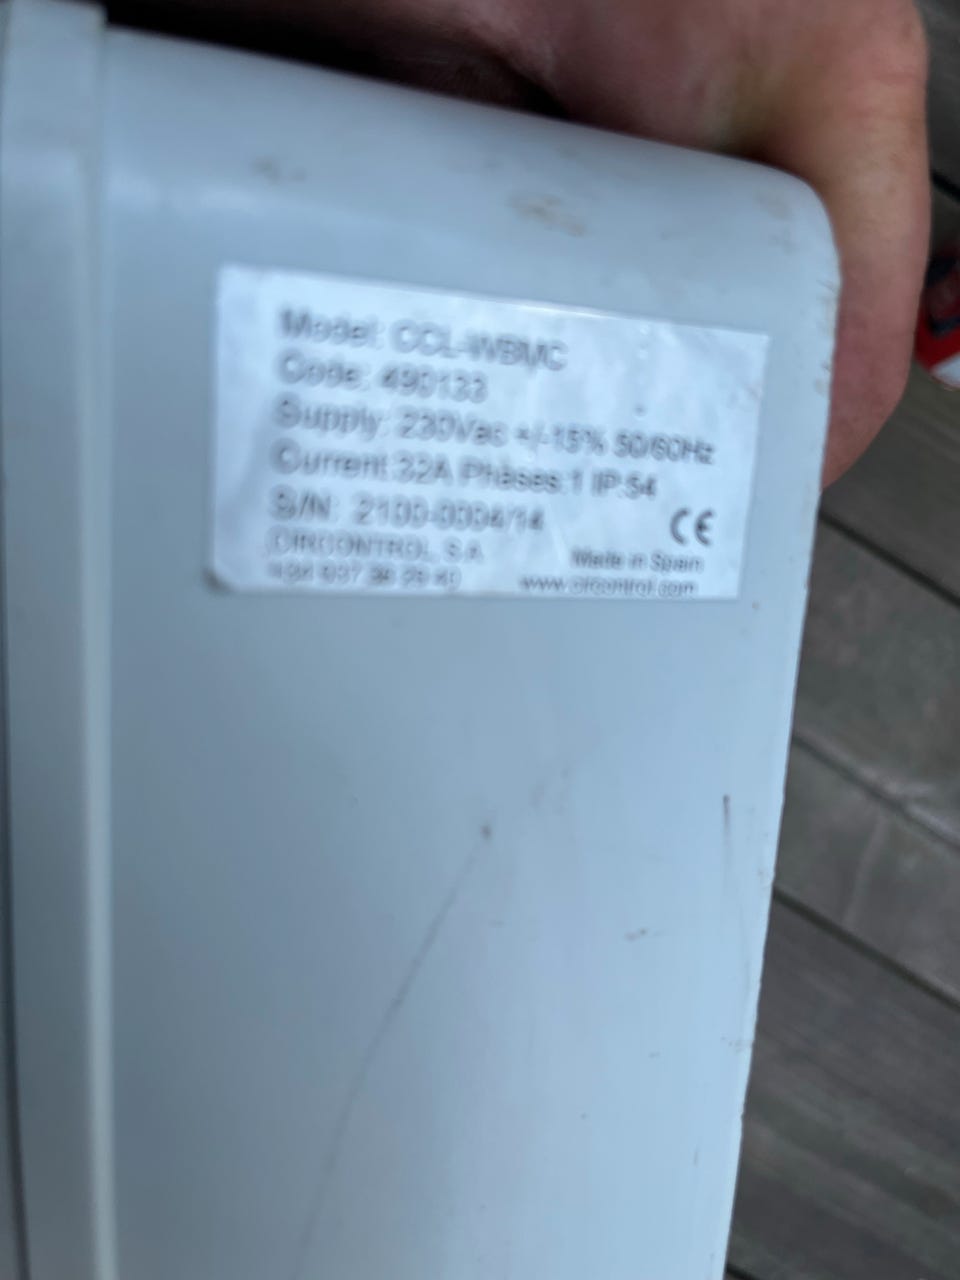 Model: CCL-WBMC
Code: 490133
Supply: 230Vac +/-15% 50/60Hz
Current:32A Phases:1 IP:54
S/N: 2100-0004/14
CE
CIRCONTROL, S.A.
Made in Spain
www.circontrol.com